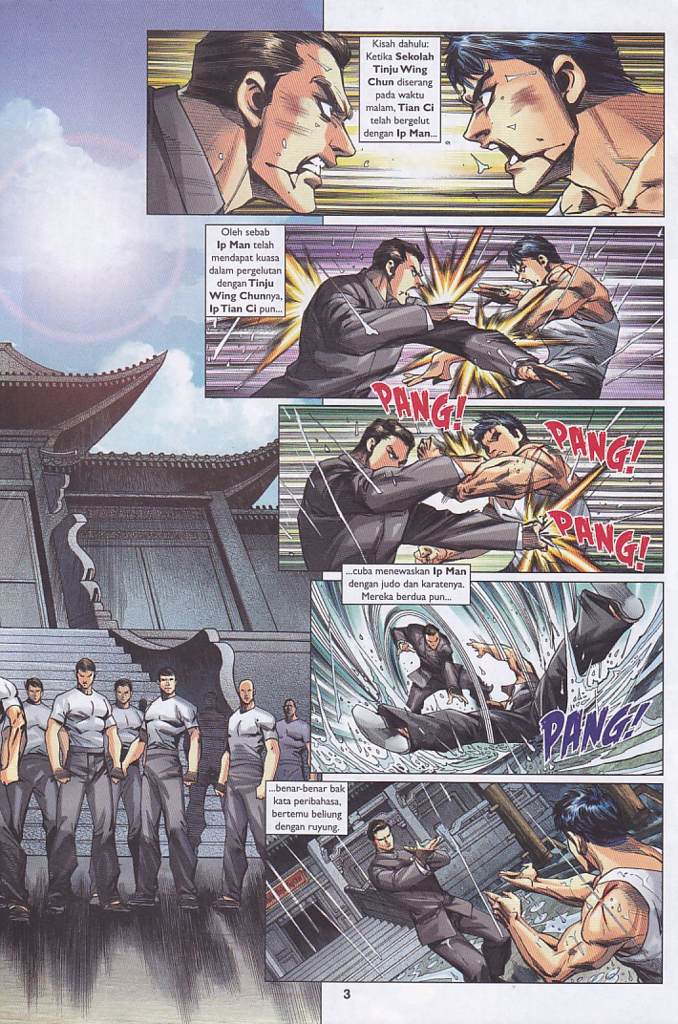 Kisah dahulu:
Ketika Sekolah
Tinju Wing
Chun diserang
pada waktu
malam, Tian Ci
telah bergelut
dengan Ip Man...
Oleh sebab
Ip Man telah
mendapat kuasa
dalam pergelutan
dengan Tinju
Wing Chunnya,
Ip Tian Ci pun...
PANG!
PANG!
PANG!
...cuba menewaskan Ip Man
dengan judo dan karatenya.
Mereka berdua pun...
PANG!
...benar-benar bak
kata peribahasa,
bertemu beliung
dengan ruyung.
3